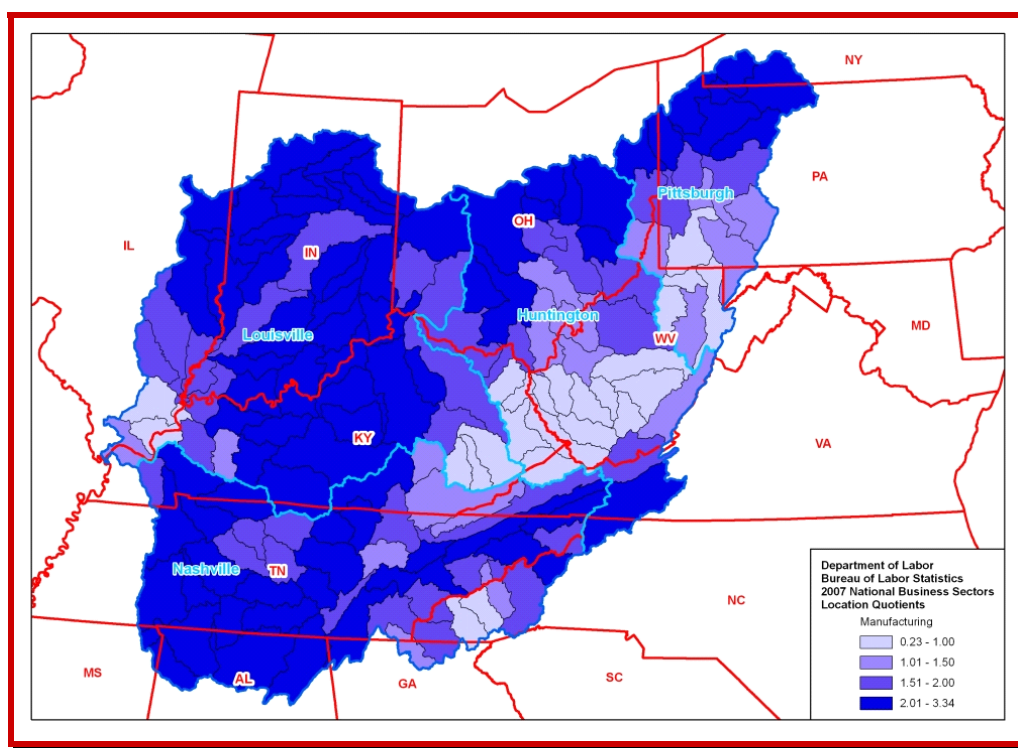 NY
PA
Pittsburgh
OH
IL
IN
Huntington
MD
Louisville
WV
KY
VA
Nashville
TN
NC
MS
AL
GA
SC
Department of Labor
Bureau of Labor Statistics
2007 National Business Sectors
Location Quotients
Manufacturing
0.23 - 1.00
1.01 - 1.50
1.51 - 2.00
2.01 - 3.34